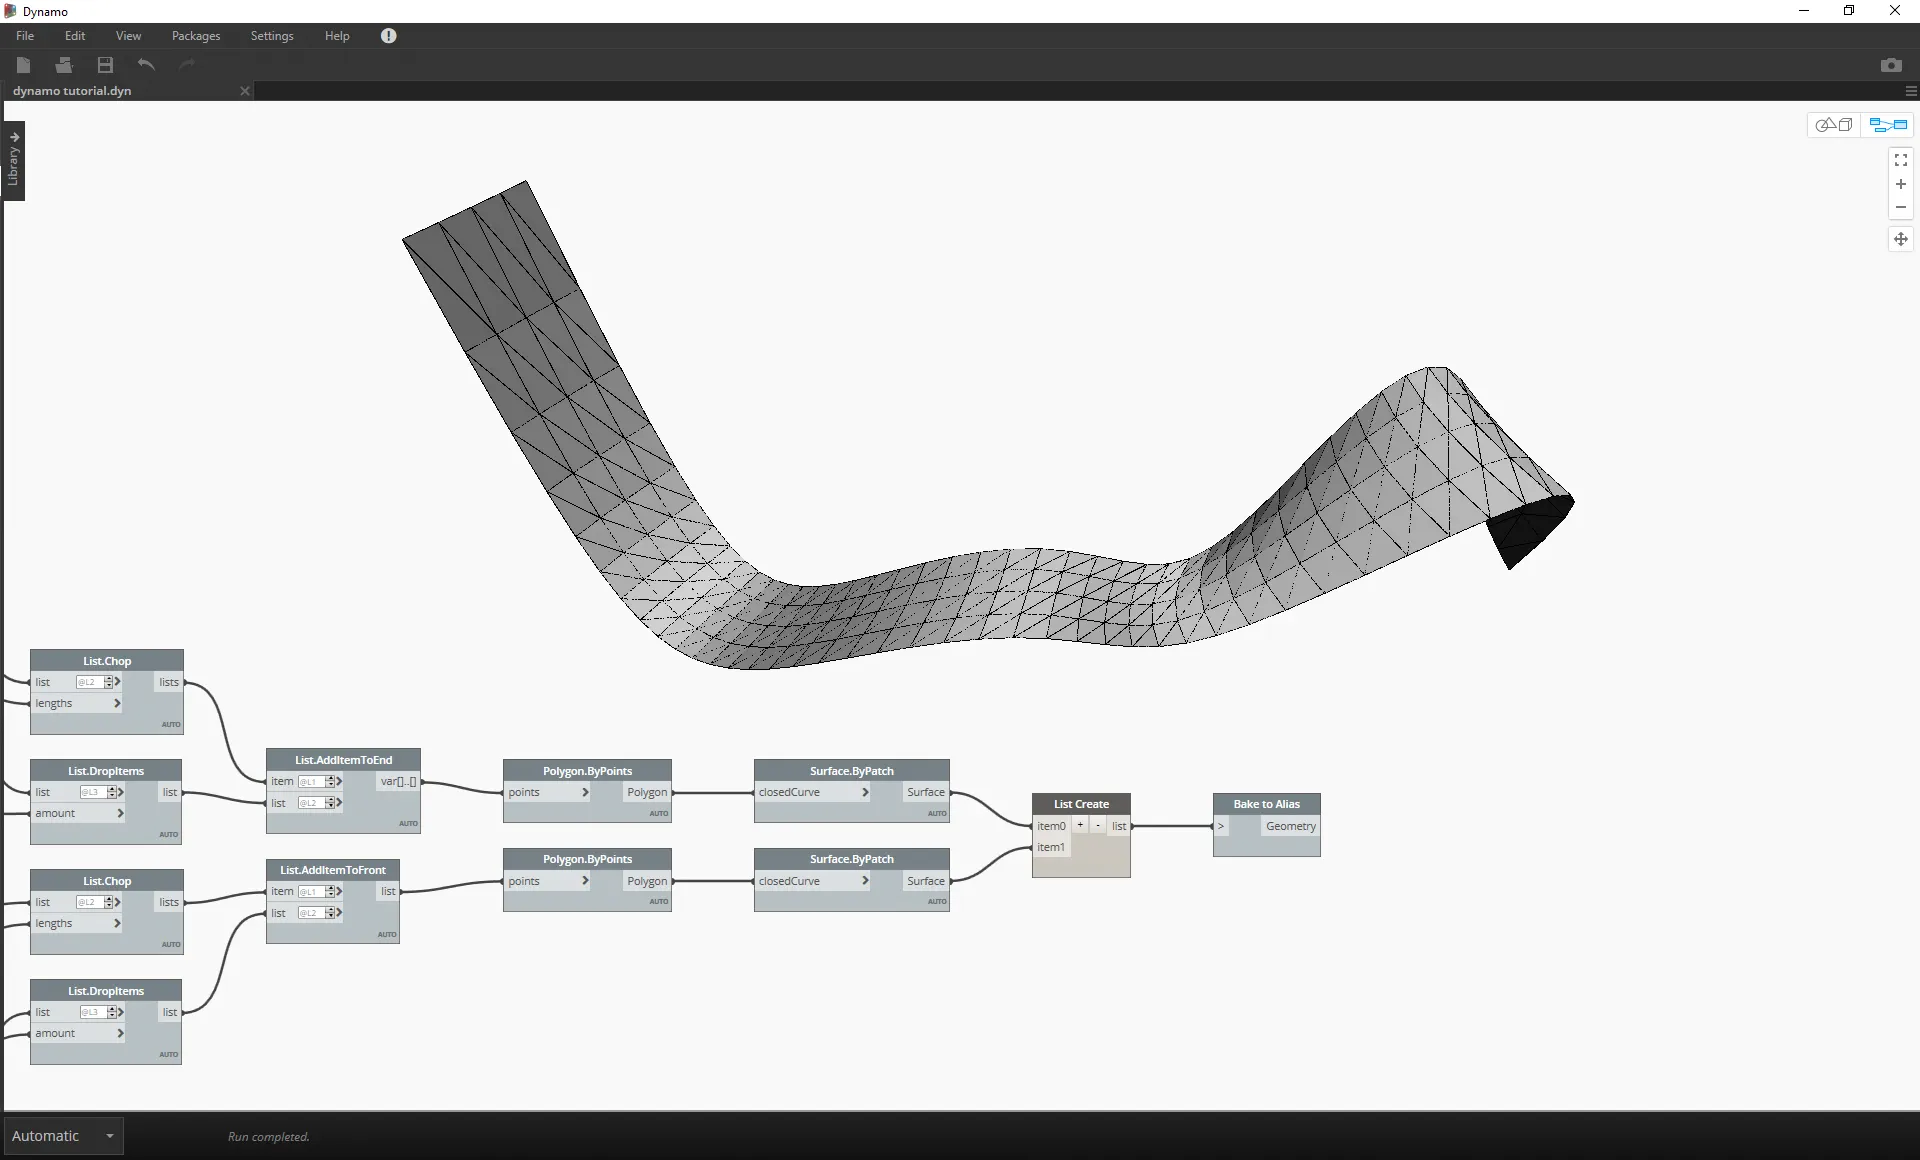 Dynamo
File Edit View Packages Settings Help
dynamo tutorial.dyn
Library
List.Chop
list @L2 > lists
lengths >
AUTO
List.DropItems
list @L3 > list
amount >
AUTO
List.Chop
list @L2 > lists
lengths >
AUTO
List.DropItems
list @L3 > list
amount >
AUTO
List.AddItemToEnd
item @L1 > var[]..[]
list @L2 >
AUTO
List.AddItemToFront
item @L1 > list
list @L2 >
AUTO
Polygon.ByPoints
points > Polygon
AUTO
Polygon.ByPoints
points > Polygon
AUTO
Surface.ByPatch
closedCurve > Surface
AUTO
Surface.ByPatch
closedCurve > Surface
AUTO
List Create
item0 + - list
item1
Bake to Alias
> Geometry
Automatic
Run completed.